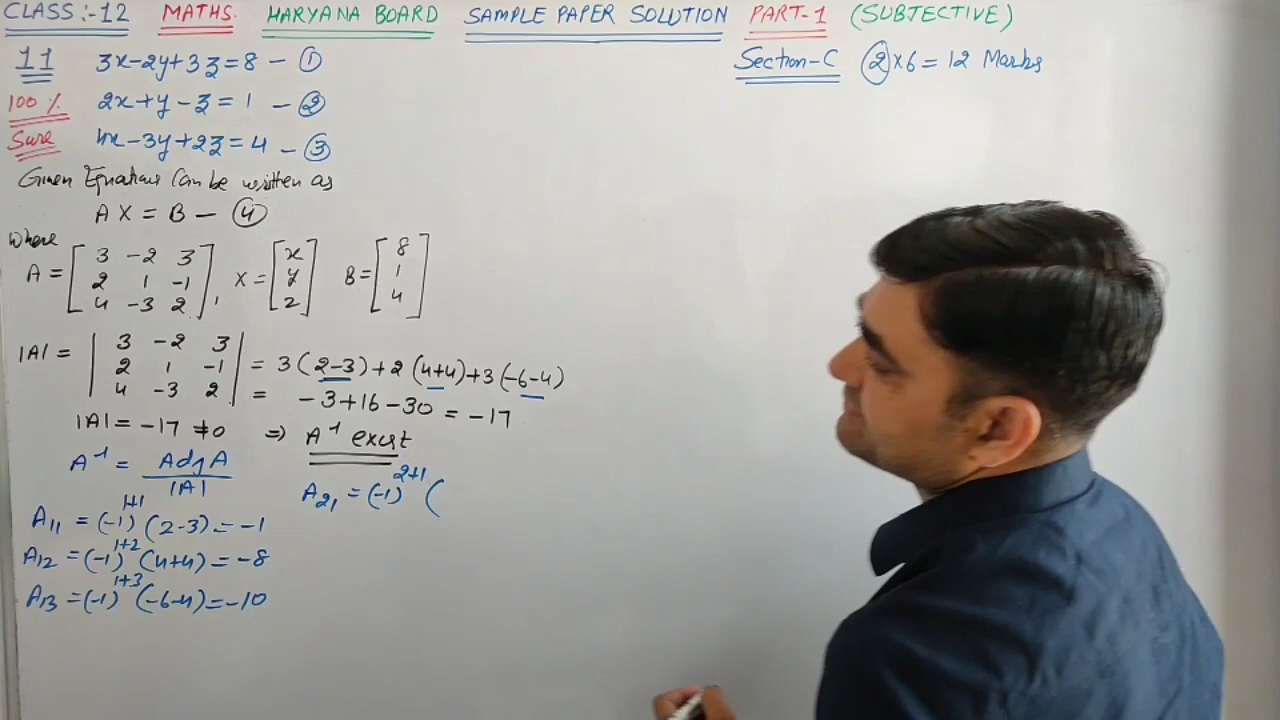 CLASS :- 12 MATHS. HARYANA BOARD SAMPLE PAPER SOLUTION PART-1 (SUBJECTIVE)
Section-C ② × 6 = 12 Marks
11 3x-2y+3z=8 - ①
100 % 2x+y-z=1 - ②
Sure 4x-3y+2z=4 - ③
Given Equations Can be written as
AX = B - ④
where
A = [ 3 -2 3
2 1 -1
4 -3 2 ] , X = [ x
y
z ] B = [ 8
1
4 ]
|A| = | 3 -2 3
2 1 -1
4 -3 2 | = 3(2-3)+2(4+4)+3(-6-4)
= -3+16-30 = -17
|A| = -17 ≠ 0 ⇒ A⁻¹ exist
A⁻¹ = Adj A / |A|
A₁₁ = (-1)¹⁺¹ (2-3) = -1
A₁₂ = (-1)¹⁺² (4+4) = -8
A₁₃ = (-1)¹⁺³ (-6-4) = -10
A₂₁ = (-1)²⁺¹ (